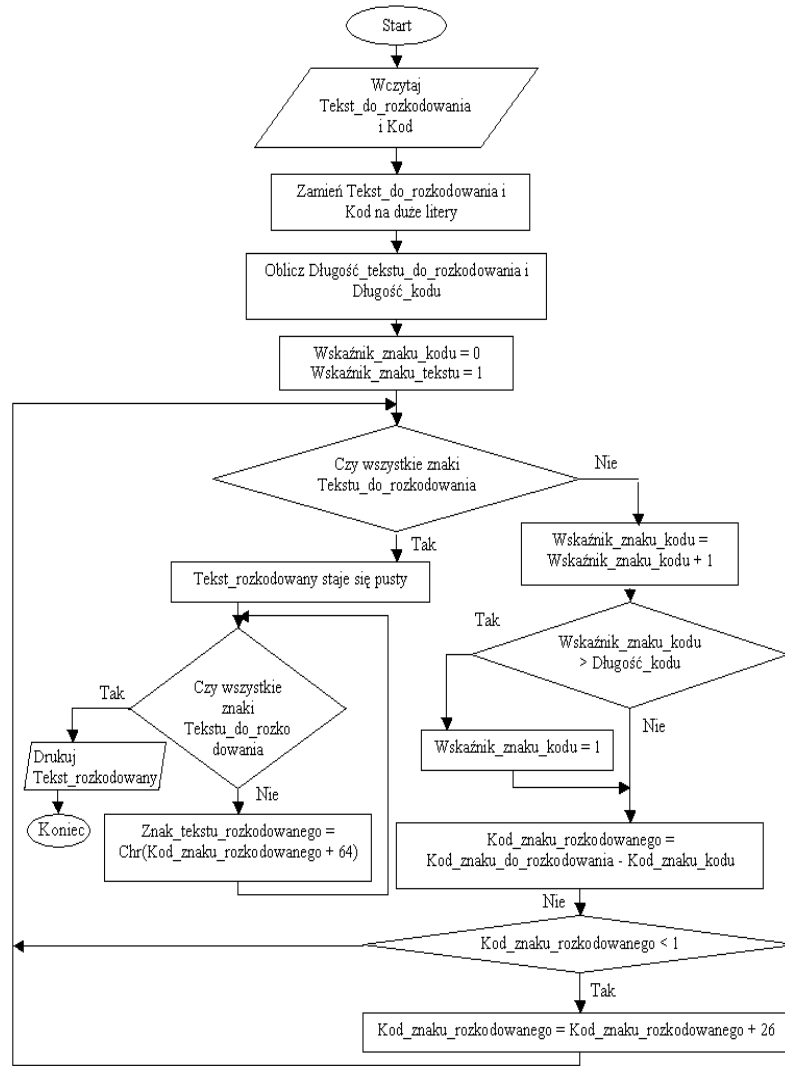 Start
Wczytaj
Tekst_do_rozkodowania
i Kod
Zamień Tekst_do_rozkodowania i
Kod na duże litery
Oblicz Długość_tekstu_do_rozkodowania i
Długość_kodu
Wskaźnik_znaku_kodu = 0
Wskaźnik_znaku_tekstu = 1
Czy wszystkie znaki
Tekstu_do_rozkodowania
Nie
Tak
Wskaźnik_znaku_kodu =
Wskaźnik_znaku_kodu + 1
Tekst_rozkodowany staje się pusty
Tak
Wskaźnik_znaku_kodu
> Długość_kodu
Nie
Wskaźnik_znaku_kodu = 1
Czy wszystkie
znaki
Tekstu_do_rozko
dowania
Tak
Drukuj
Tekst_rozkodowany
Koniec
Nie
Znak_tekstu_rozkodowanego =
Chr(Kod_znaku_rozkodowanego + 64)
Kod_znaku_rozkodowanego =
Kod_znaku_do_rozkodowania - Kod_znaku_kodu
Nie
Kod_znaku_rozkodowanego < 1
Tak
Kod_znaku_rozkodowanego = Kod_znaku_rozkodowanego + 26